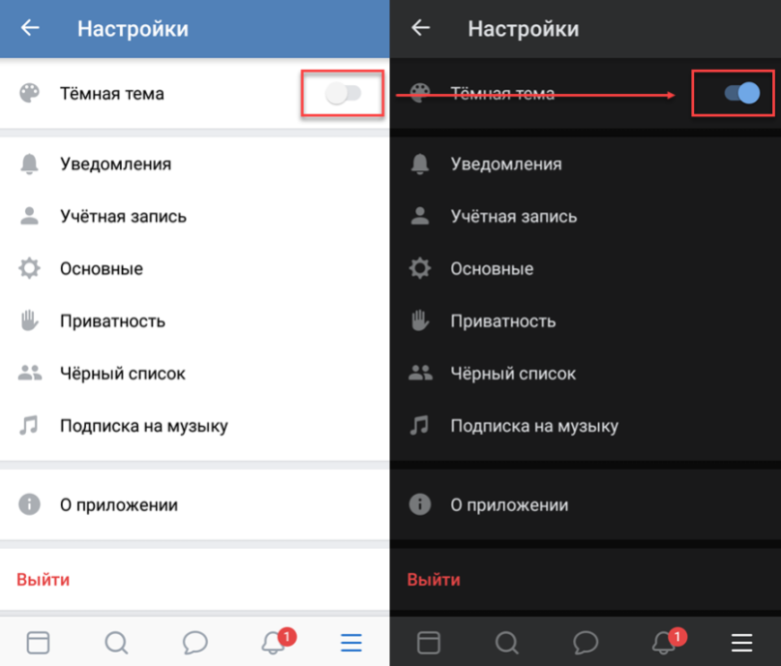 Настройки
Тёмная тема
Уведомления
Учётная запись
Основные
Приватность
Чёрный список
Подписка на музыку
О приложении
Выйти
1
Настройки
Тёмная тема
Уведомления
Учётная запись
Основные
Приватность
Чёрный список
Подписка на музыку
О приложении
Выйти
1